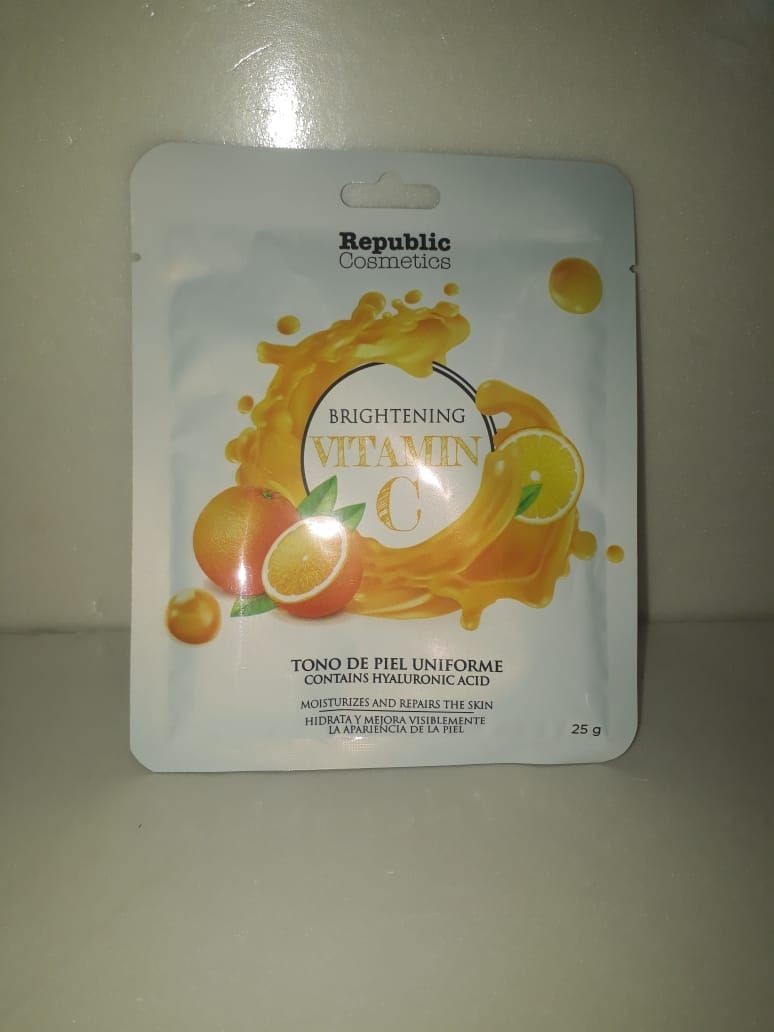 Republic
Cosmetics
BRIGHTENING
VITAMIN
C
TONO DE PIEL UNIFORME
CONTAINS HYALURONIC ACID
MOISTURIZES AND REPAIRS THE SKIN
HIDRATA Y MEJORA VISIBLEMENTE
LA APARIENCIA DE LA PIEL
25 g